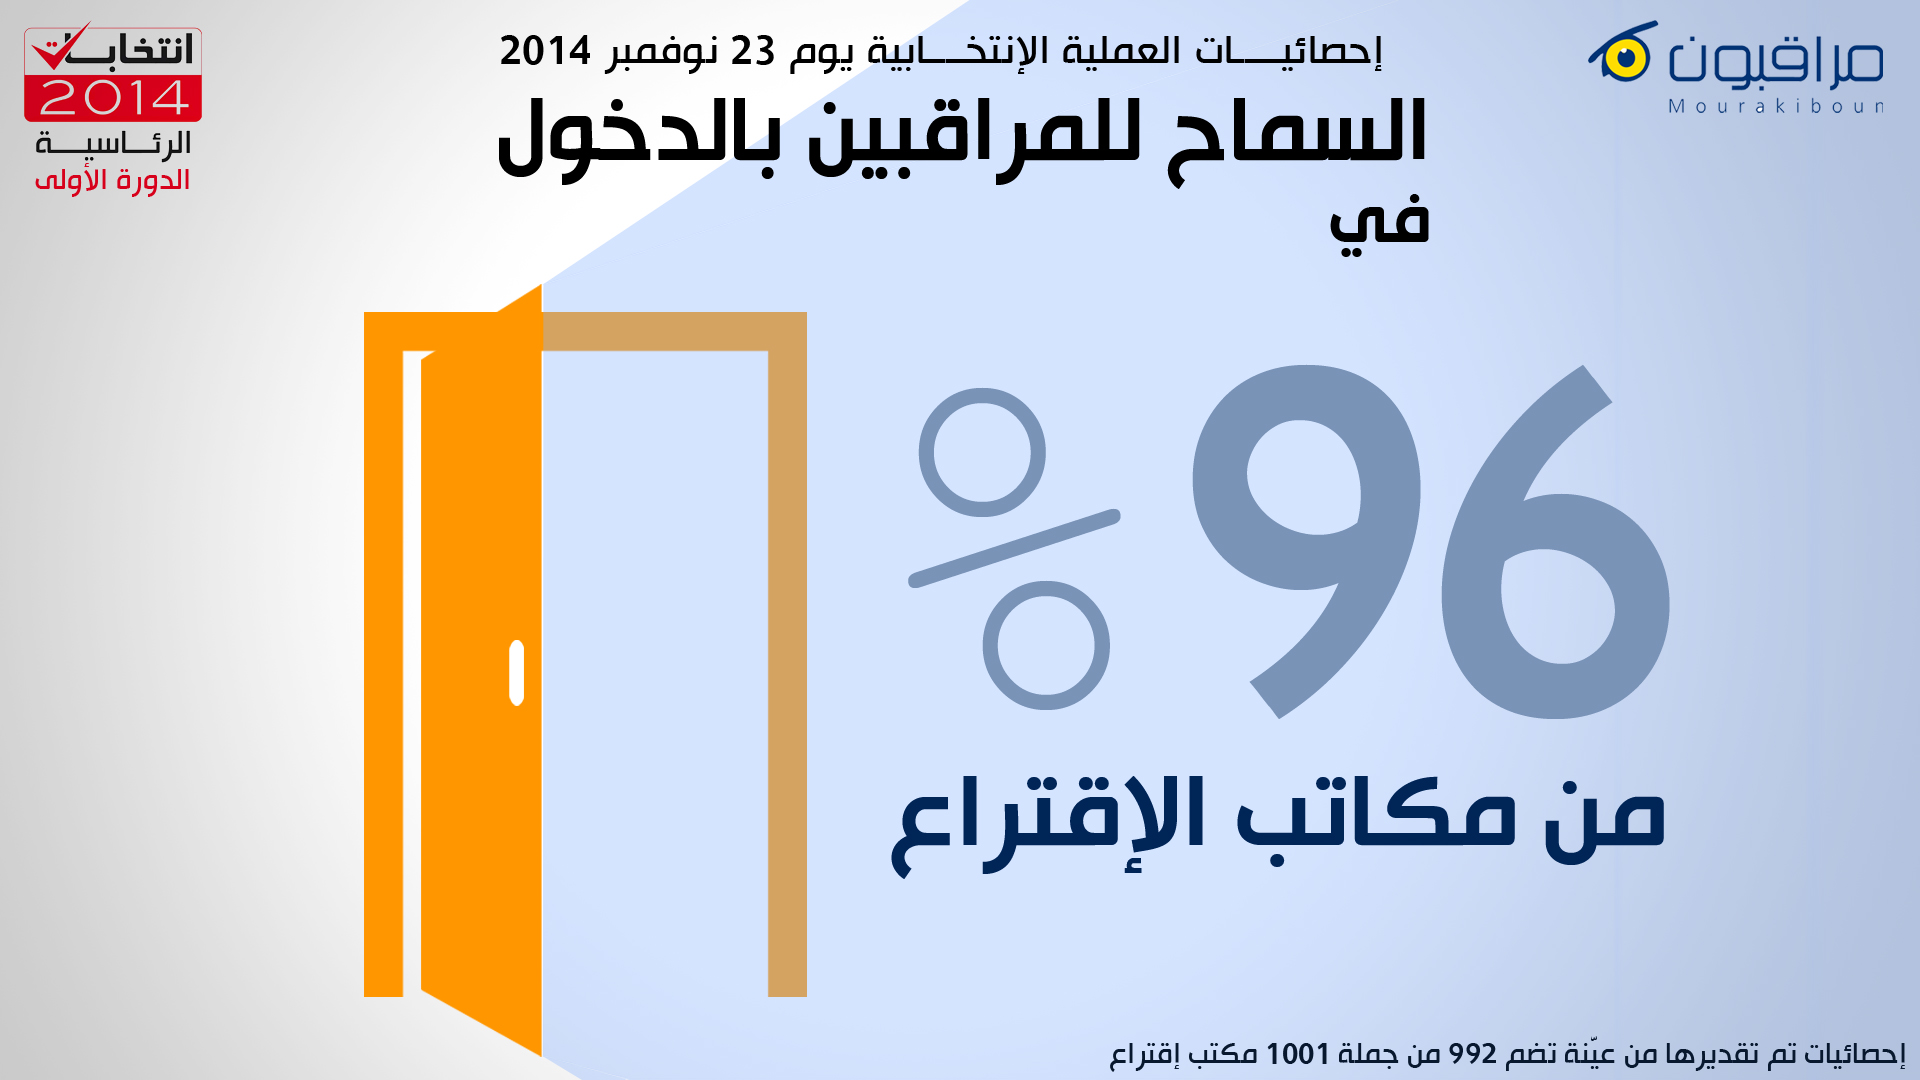 مراقبون
Mourakiboun
انتخابات
2014
الرئاسية
الدورة الأولى
إحصائيـــات العملية الإنتخـــابية يوم 23 نوفمبر 2014
السماح للمراقبين بالدخول
في
96 %
من مكاتب الإقتراع
إحصائيات تم تقديرها من عيّنة تضم 992 من جملة 1001 مكتب إقتراع